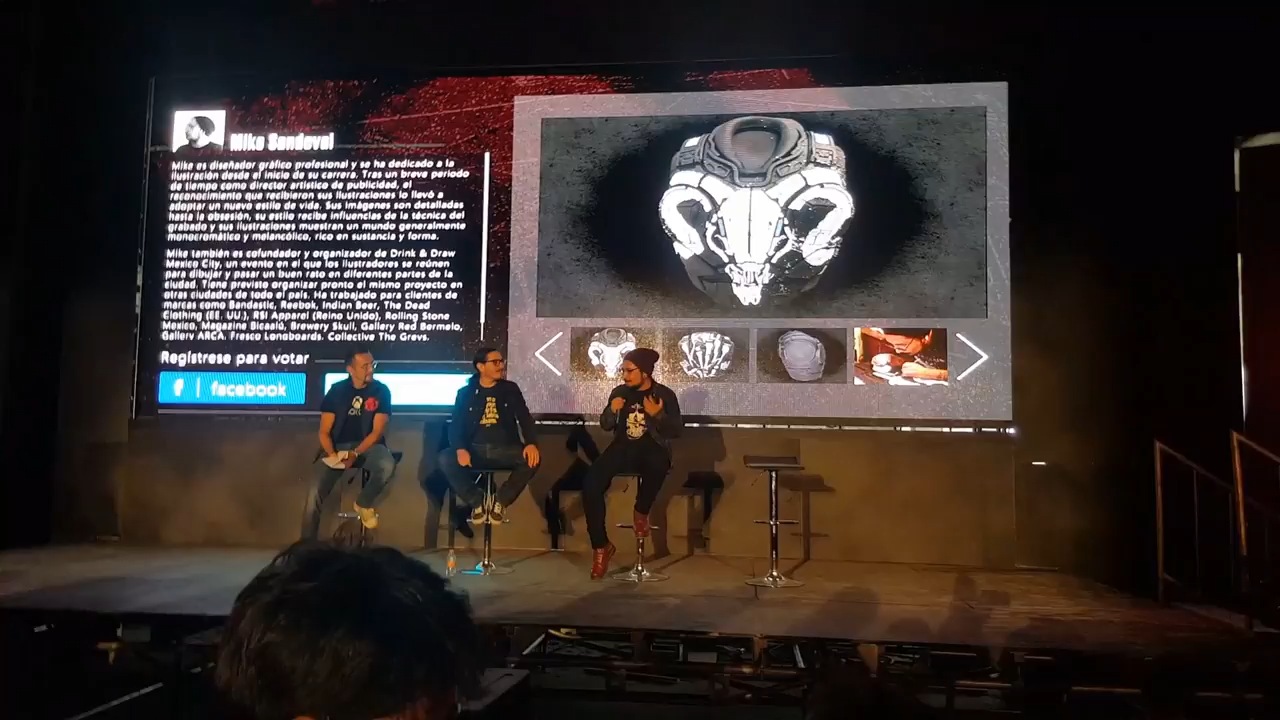 Mike Sandoval
Mike es diseñador gráfico profesional y se ha dedicado a la
ilustración desde el inicio de su carrera. Tras un breve periodo
de tiempo como director artístico de publicidad, el
reconocimiento que recibieron sus ilustraciones lo llevó a
adoptar un nuevo estilo de vida. Sus imágenes son detalladas
hasta la obsesión, su estilo recibe influencias de la técnica del
grabado y sus ilustraciones muestran un mundo generalmente
monocromático y melancólico, rico en sustancia y forma.
Mike también es cofundador y organizador de Drink & Draw
Mexico City, un evento en el que los ilustradores se reúnen
para dibujar y pasar un buen rato en diferentes partes de la
ciudad. Tiene previsto organizar pronto el mismo proyecto en
otras ciudades de todo el país. Ha trabajado para clientes de
marcas como Sandastic, Reebok, Indian Beer, The Dead
Clothing (EE. UU.), RSI Apparel (Reino Unido), Rolling Stone
Mexico, Magazine Bicaalú, Brewery Skull, Gallery Red Bermelo,
Gallery ARCA, Fresco Longboards, Collective The Greys.
Regístrese para votar
f | facebook